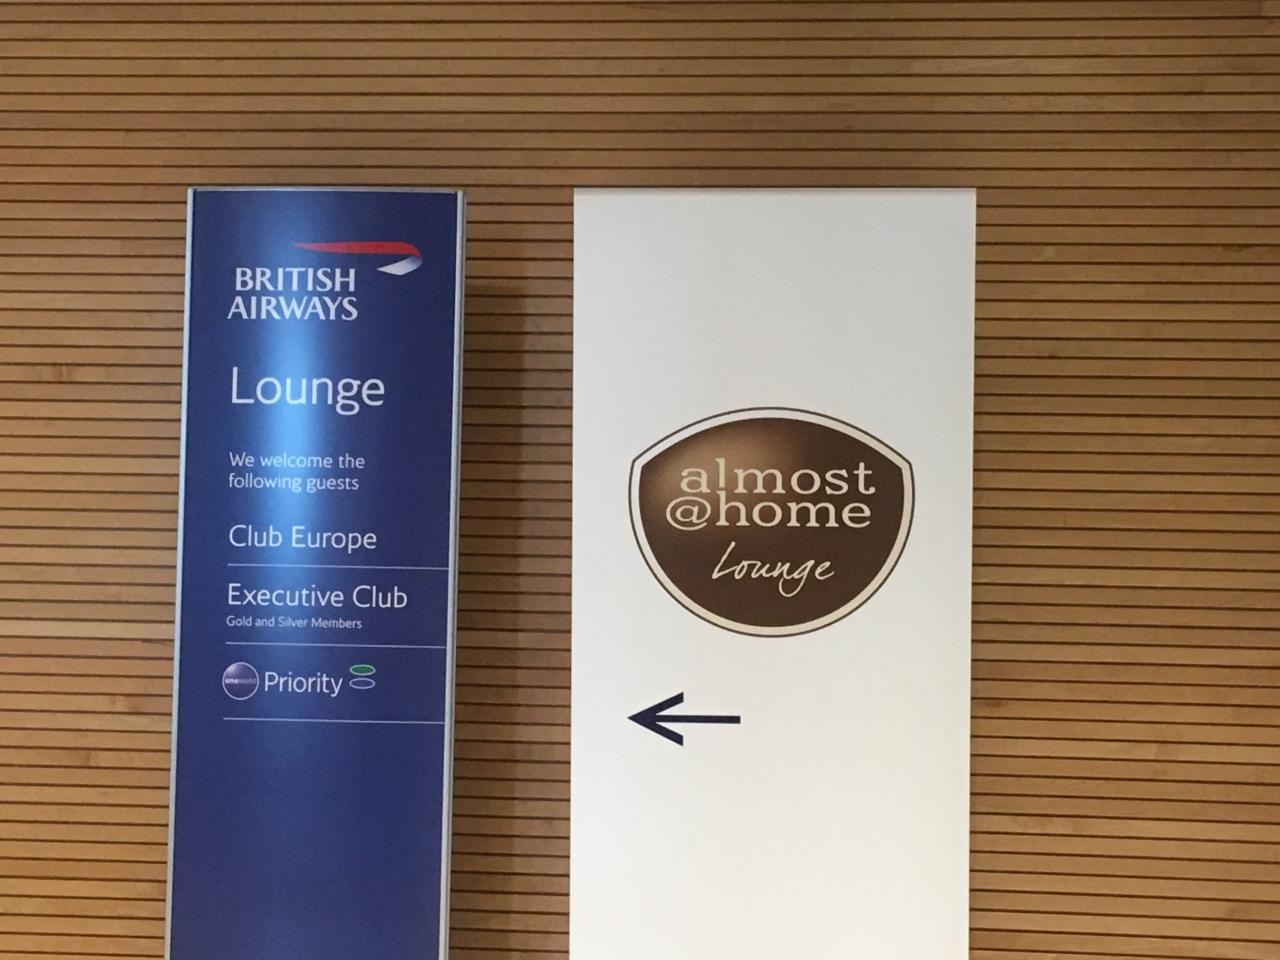 BRITISH
AIRWAYS
Lounge
We welcome the
following guests
Club Europe
Executive Club
Gold and Silver Members
oneworld Priority
almost
@home
Lounge